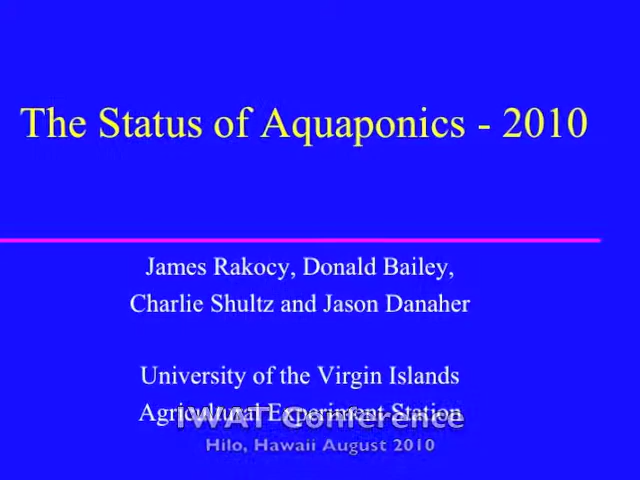 The Status of Aquaponics - 2010
James Rakocy, Donald Bailey,
Charlie Shultz and Jason Danaher
University of the Virgin Islands
Agricultural Experiment Station
IWAT Conference
Hilo, Hawaii August 2010